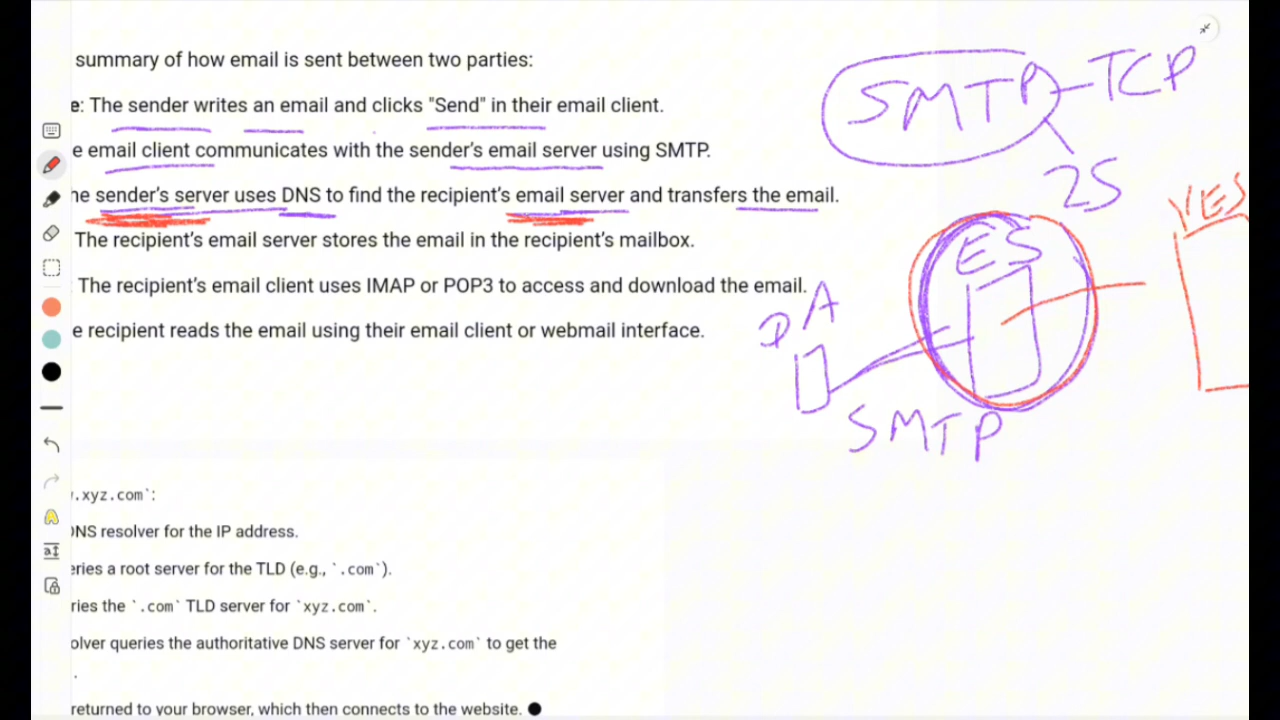 summary of how email is sent between two parties:
e: The sender writes an email and clicks "Send" in their email client.
e email client communicates with the sender's email server using SMTP.
he sender's server uses DNS to find the recipient's email server and transfers the email.
The recipient's email server stores the email in the recipient's mailbox.
: The recipient's email client uses IMAP or POP3 to access and download the email.
e recipient reads the email using their email client or webmail interface.
SMTP - TCP
25
YES
ES
A
SMTP
.xyz.com`:
DNS resolver for the IP address.
eries a root server for the TLD (e.g., `.com`).
ries the `.com` TLD server for `xyz.com`.
olver queries the authoritative DNS server for `xyz.com` to get the
.
returned to your browser, which then connects to the website.